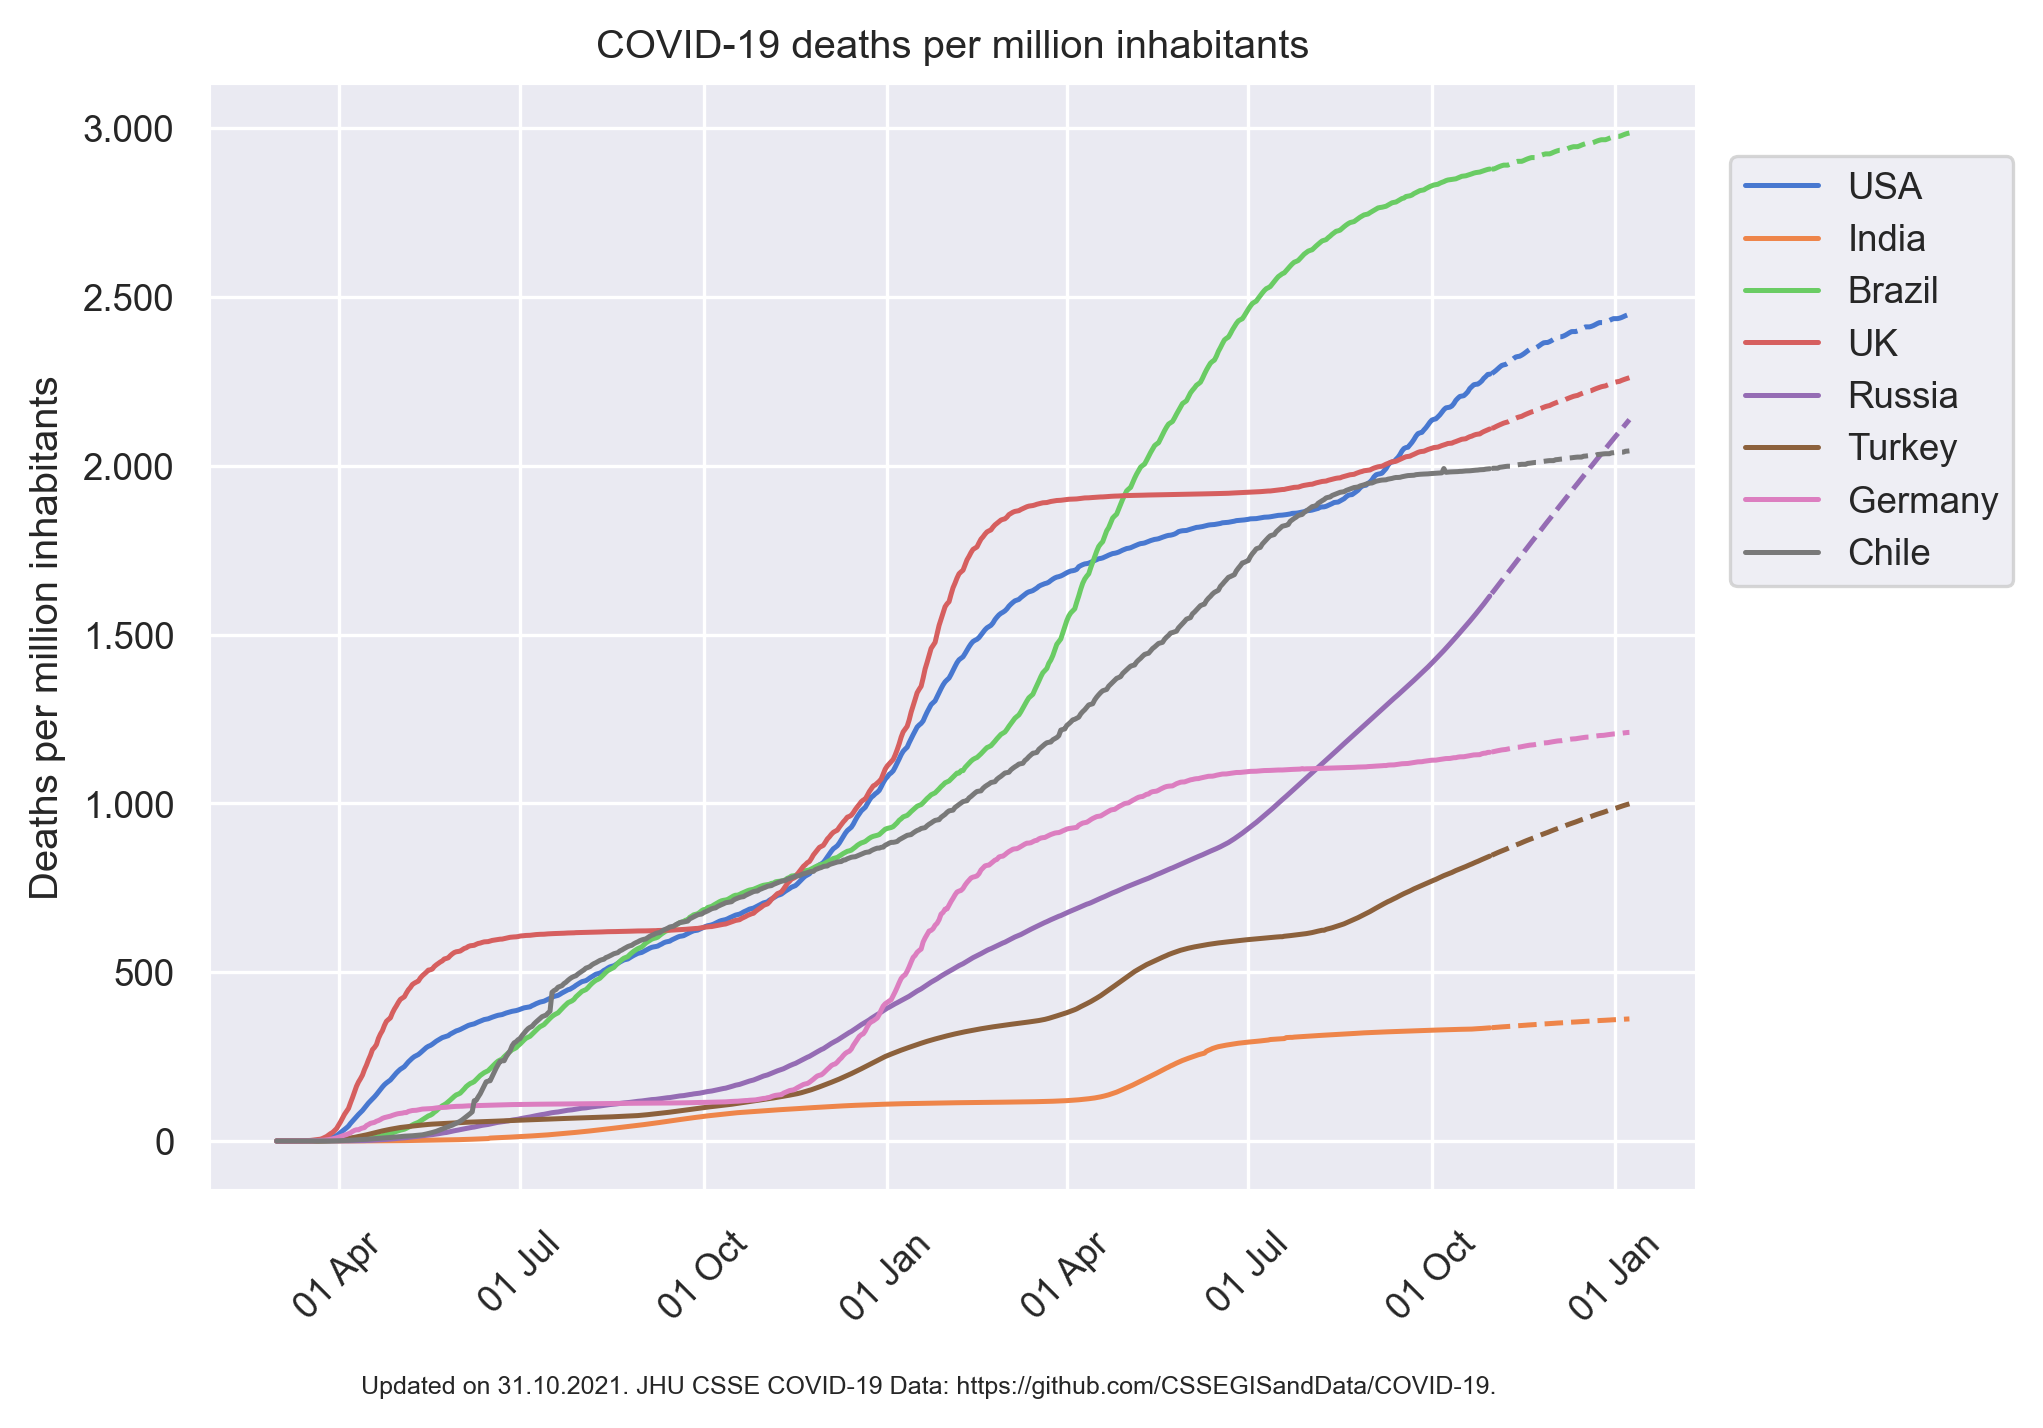 COVID-19 deaths per million inhabitants
Deaths per million inhabitants
3.000
2.500
2.000
1.500
1.000
500
0
01 Apr
01 Jul
01 Oct
01 Jan
01 Apr
01 Jul
01 Oct
01 Jan
USA
India
Brazil
UK
Russia
Turkey
Germany
Chile
Updated on 31.10.2021. JHU CSSE COVID-19 Data: https://github.com/CSSEGISandData/COVID-19.